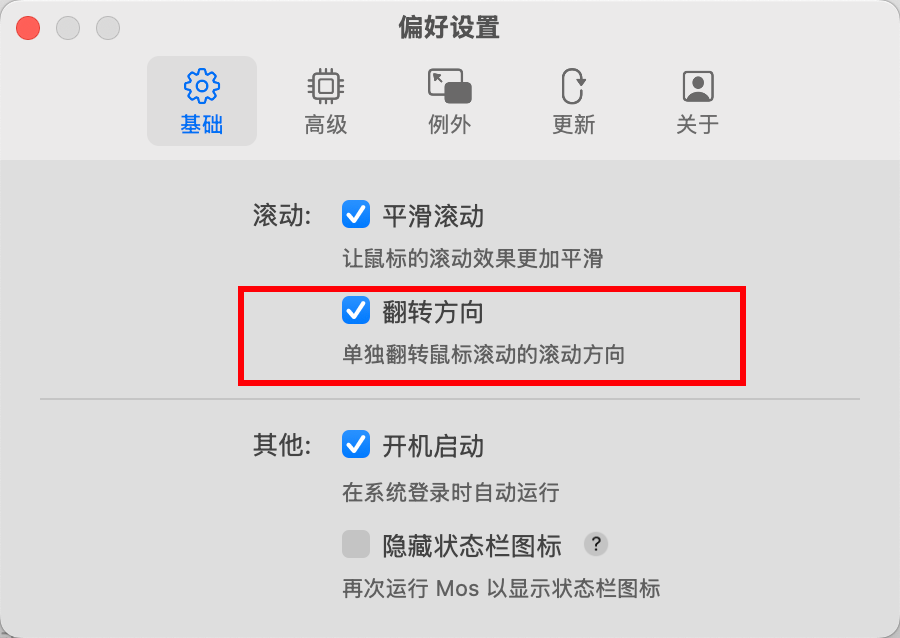 偏好设置
基础 高级 例外 更新 关于
滚动: 平滑滚动
让鼠标的滚动效果更加平滑
翻转方向
单独翻转鼠标滚动的滚动方向
其他: 开机启动
在系统登录时自动运行
隐藏状态栏图标 ?
再次运行 Mos 以显示状态栏图标